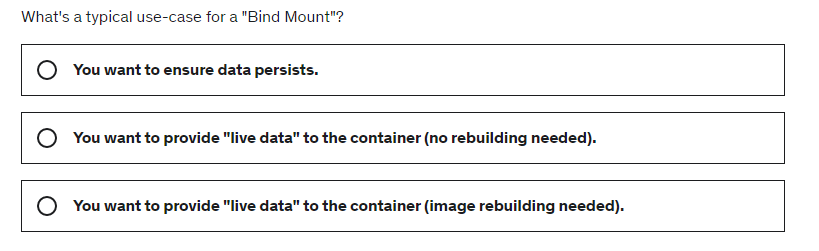 What's a typical use-case for a "Bind Mount"?
You want to ensure data persists.
You want to provide "live data" to the container (no rebuilding needed).
You want to provide "live data" to the container (image rebuilding needed).